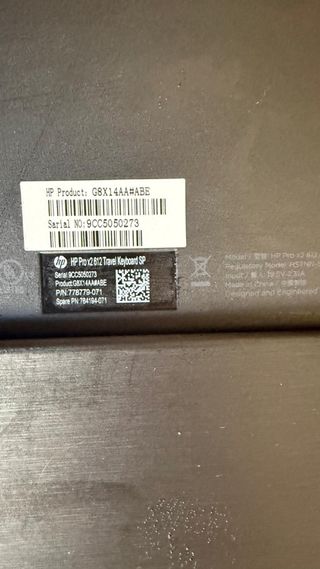 HP Product: G8X14AA#ABE
Sarial NO:9CC5050273
hp HP Pro x2 612 Travel Keyboard SP
Serial:9CC5050273
Product:G8X14AA#ABE
P/N:778779-071
Spare PN 784194-071
Model / 型號: HP Pro x2 612
Regulatory Model: HSTNN-
Input / 輸入: 19.5V⎓2.31A
Made in China / 中國製造
and Engineered